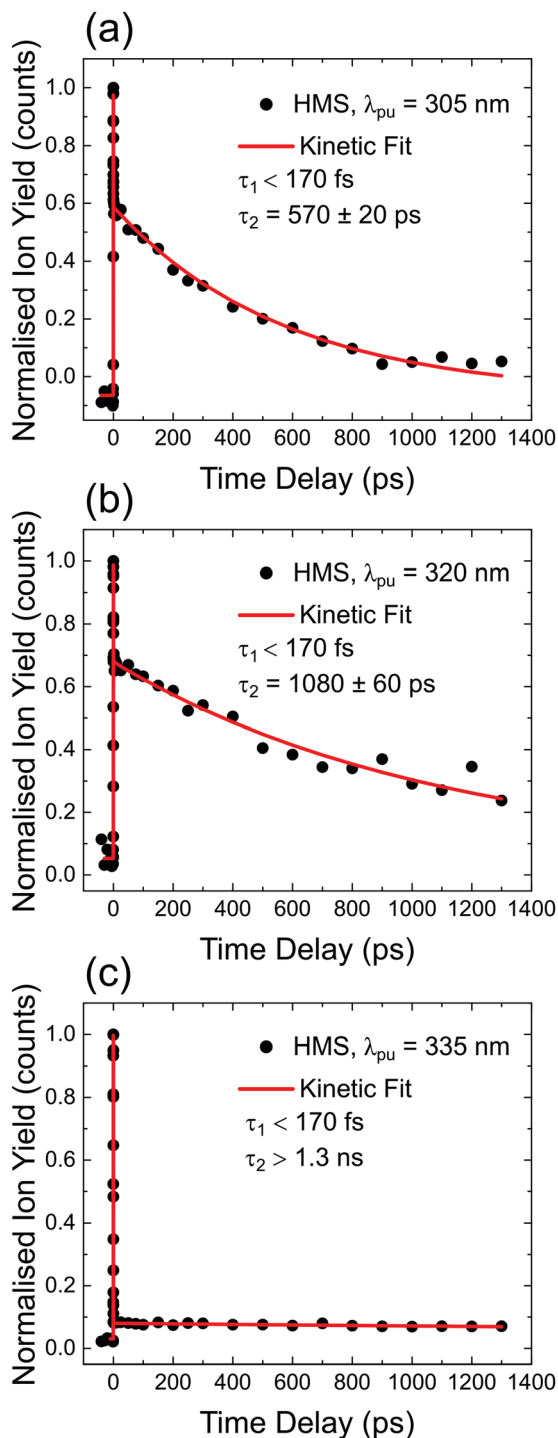 (a)
Normalised Ion Yield (counts)
1.0
0.8
0.6
0.4
0.2
0.0
HMS, λpu = 305 nm
Kinetic Fit
τ1 < 170 fs
τ2 = 570 ± 20 ps
0 200 400 600 800 1000 1200 1400
Time Delay (ps)
(b)
Normalised Ion Yield (counts)
1.0
0.8
0.6
0.4
0.2
0.0
HMS, λpu = 320 nm
Kinetic Fit
τ1 < 170 fs
τ2 = 1080 ± 60 ps
0 200 400 600 800 1000 1200 1400
Time Delay (ps)
(c)
Normalised Ion Yield (counts)
1.0
0.8
0.6
0.4
0.2
0.0
HMS, λpu = 335 nm
Kinetic Fit
τ1 < 170 fs
τ2 > 1.3 ns
0 200 400 600 800 1000 1200 1400
Time Delay (ps)